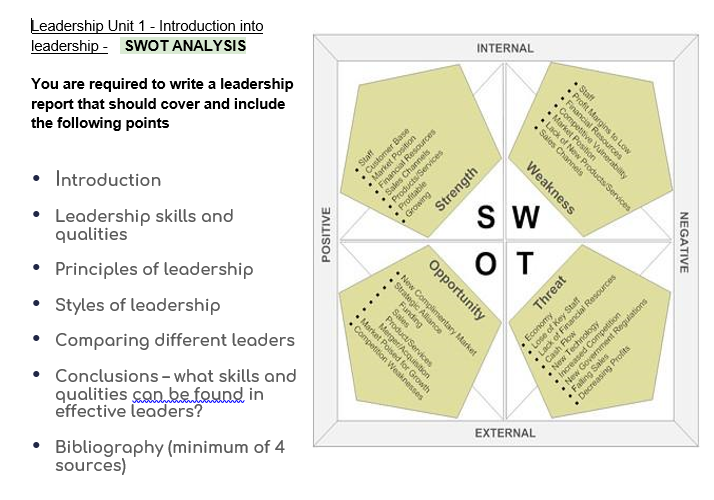 Leadership Unit 1 - Introduction into
leadership - SWOT ANALYSIS
You are required to write a leadership
report that should cover and include
the following points
• Introduction
• Leadership skills and
qualities
• Principles of leadership
• Styles of leadership
• Comparing different leaders
• Conclusions – what skills and
qualities can be found in
effective leaders?
• Bibliography (minimum of 4
sources)
INTERNAL
POSITIVE
NEGATIVE
EXTERNAL
• Staff
• Customer Base
• Market Position
• Financial Resources
• Sales Channels
• Products/Services
• Profitable
• Growing
Strength
S
• Staff
• Profit Margins to Low
• Financial Resources
• Competitive Vulnerability
• Market Position
• Lack of New Products/Services
• Sales Channels
Weakness
W
O
Opportunity
• New Complimentary Market
• Strategic Alliance
• Funding
• Sales
• Product/Services
• Merger/Acquisition
• Market Poised for Growth
• Competition Weaknesses
T
Threat
• Economy
• Lose of Key Staff
• Lack of Financial Resources
• Cash Flow
• New Technology
• Increased Competition
• New Government Regulations
• Falling Sales
• Decreasing Profits